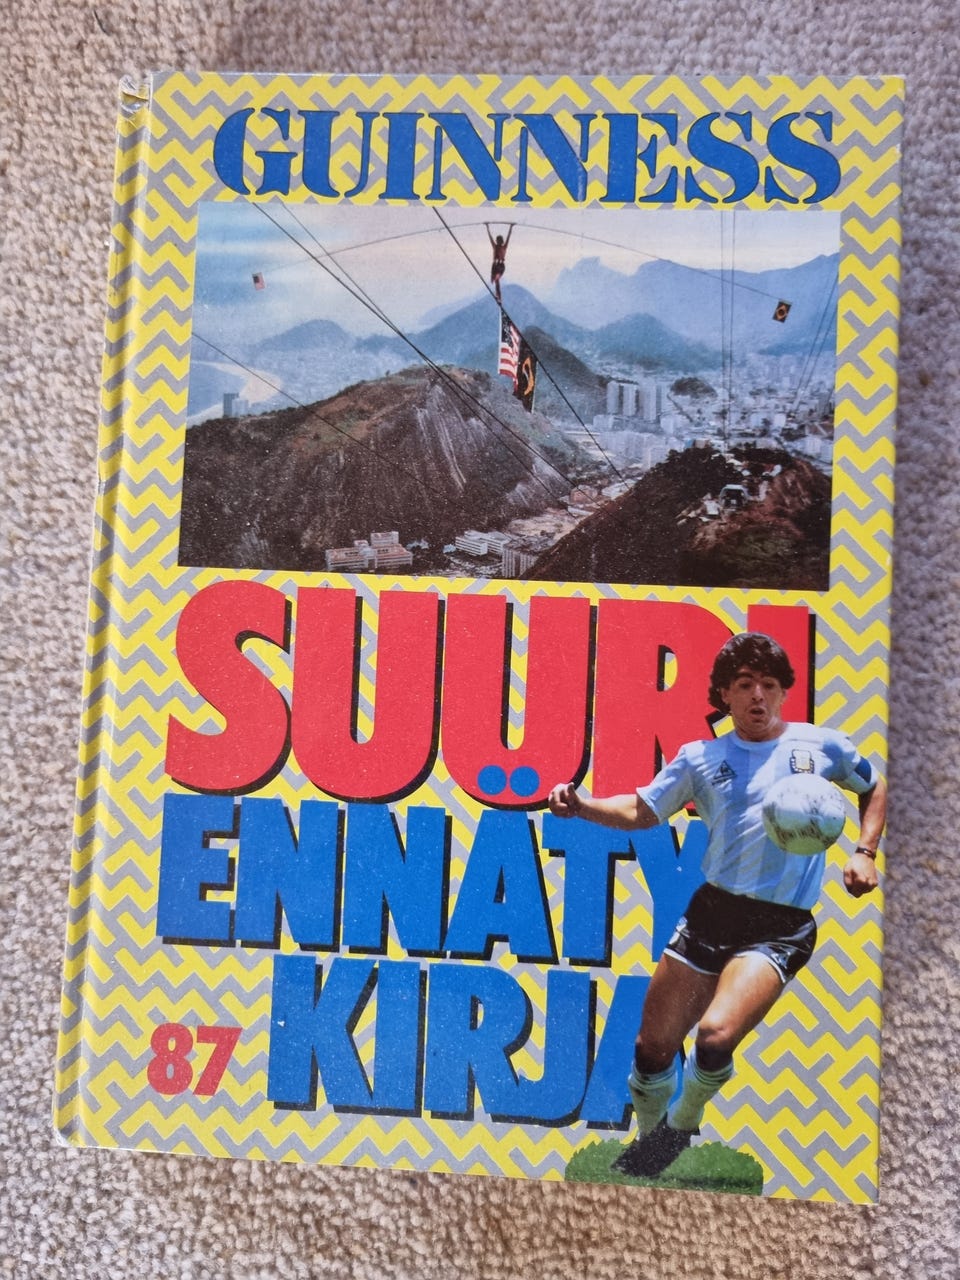 GUINNESS
SUURI
ENNÄTY
KIRJA
87